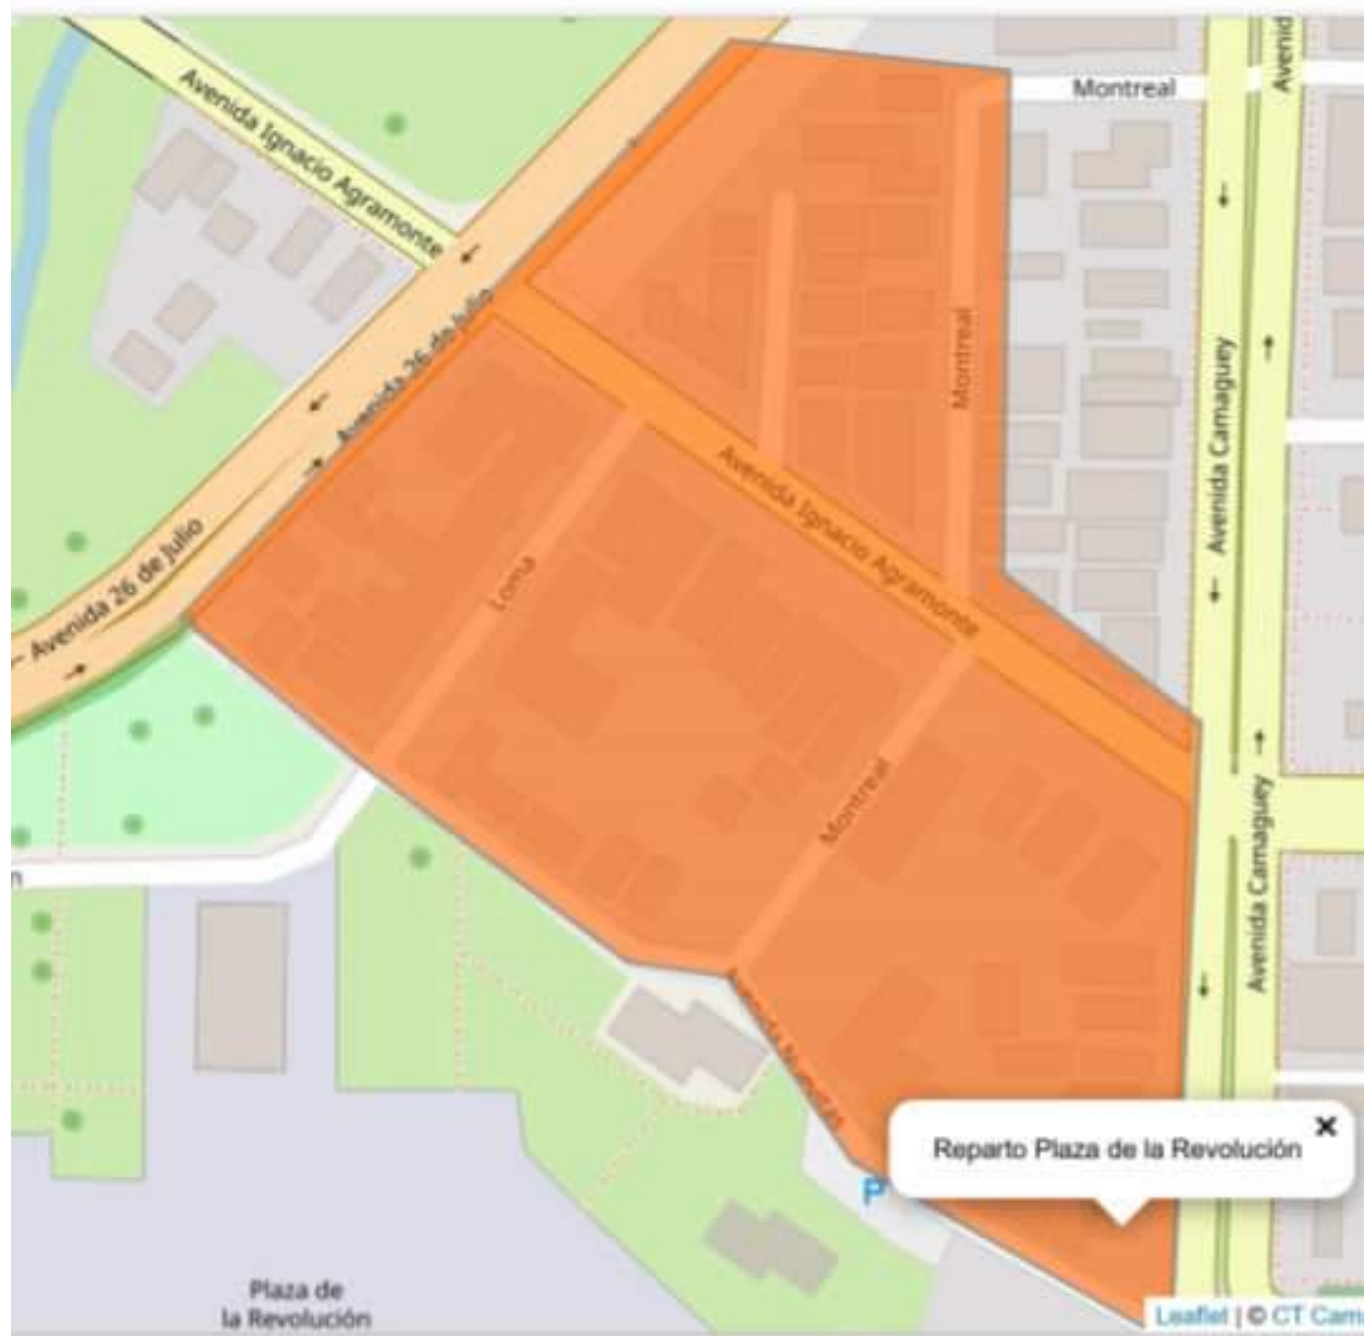 Avenid
Montreal
Avenida Ignacio Agramonte
Avenida 26 de Julio
Montreal
Avenida Camaguey
Avenida Ignacio Agramonte
Avenida 26 de Julio
Loma
Montreal
Avenida Camaguey
n
P
Reparto Plaza de la Revolución ×
Plaza de
la Revolución
Leaflet | © CT Cam